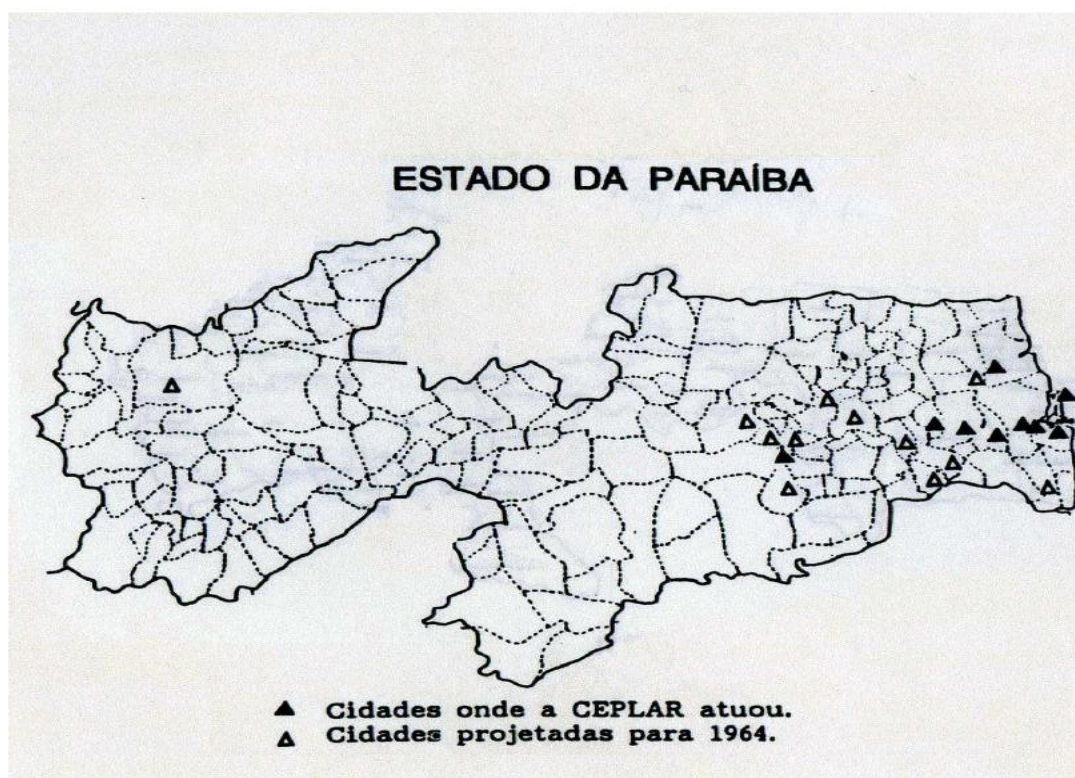 ESTADO DA PARAÍBA
▲ Cidades onde a CEPLAR atuou.
△ Cidades projetadas para 1964.